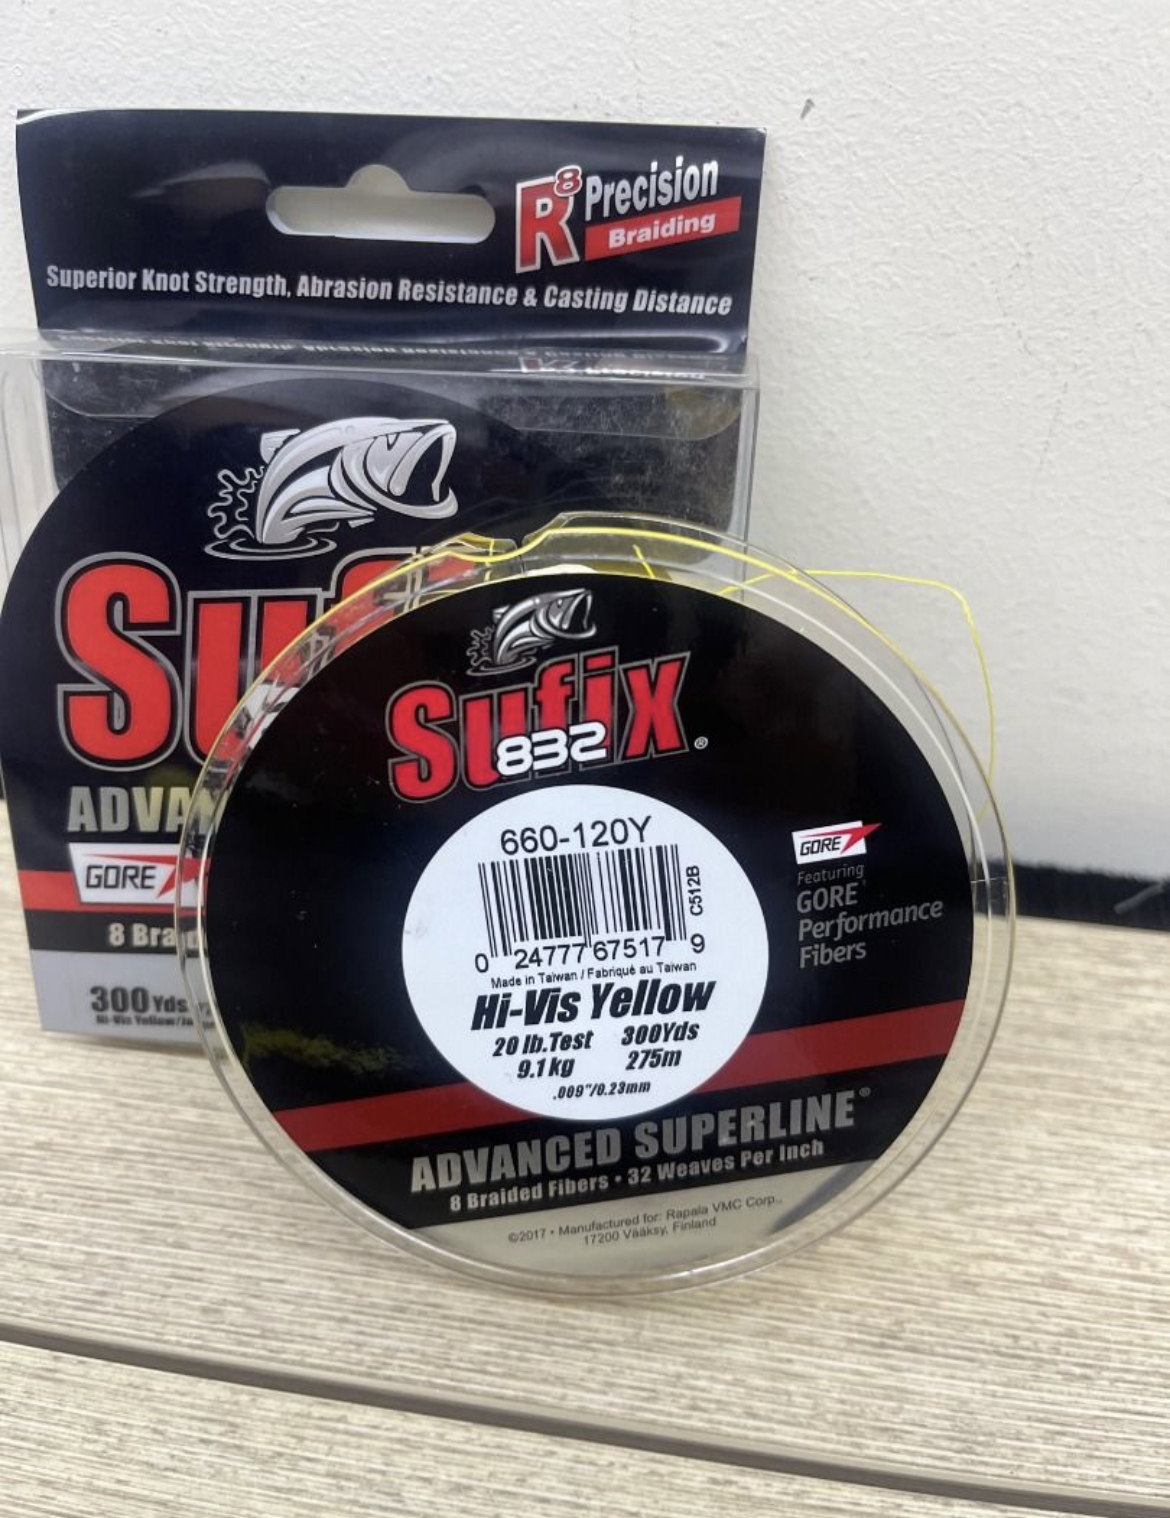 R8 Precision
Braiding
Superior Knot Strength, Abrasion Resistance & Casting Distance
GORE
300 Yds
Sufix®
832
660-120Y
C512B
0 24777 67517 9
Made in Taiwan / Fabriqué au Taiwan
Hi-Vis Yellow
20 lb.Test 300Yds
9.1kg 275m
.009"/0.23mm
GORE
Featuring
GORE
Performance
Fibers
ADVANCED SUPERLINE®
8 Braided Fibers • 32 Weaves Per Inch
©2017 • Manufactured for: Rapala VMC Corp.,
17200 Vääksy, Finland